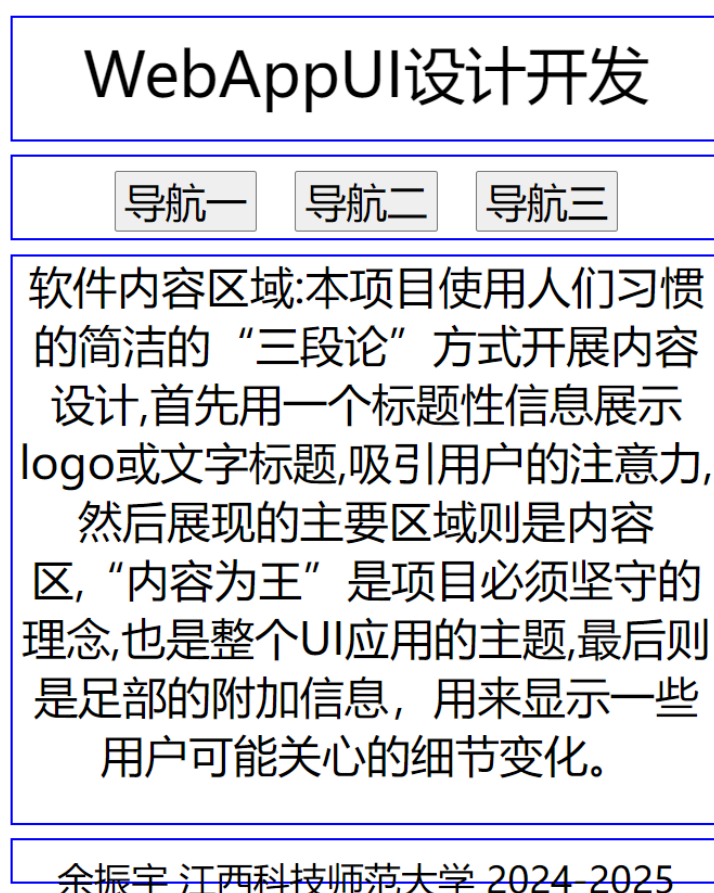 WebAppUI设计开发
导航一 导航二 导航三
软件内容区域:本项目使用人们习惯
的简洁的“三段论”方式开展内容
设计,首先用一个标题性信息展示
logo或文字标题,吸引用户的注意力,
然后展现的主要区域则是内容
区,“内容为王”是项目必须坚守的
理念,也是整个UI应用的主题,最后则
是足部的附加信息，用来显示一些
用户可能关心的细节变化。
余振宇 江西科技师范大学 2024-2025